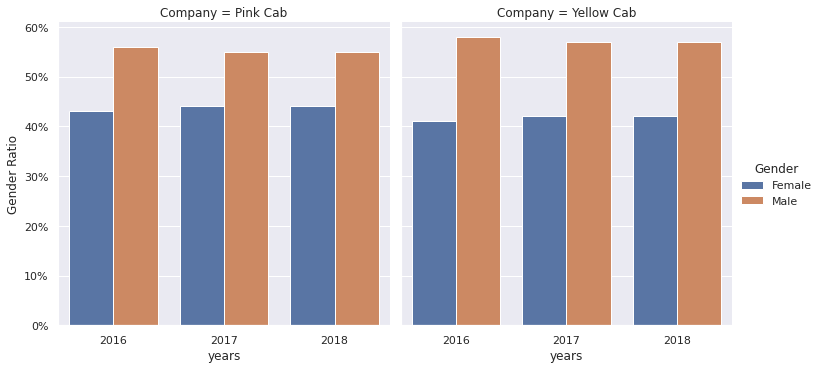 Company = Pink Cab
Company = Yellow Cab
60%
50%
40%
30%
20%
10%
0%
Gender Ratio
2016 2017 2018
years
2016 2017 2018
years
Gender
Female
Male